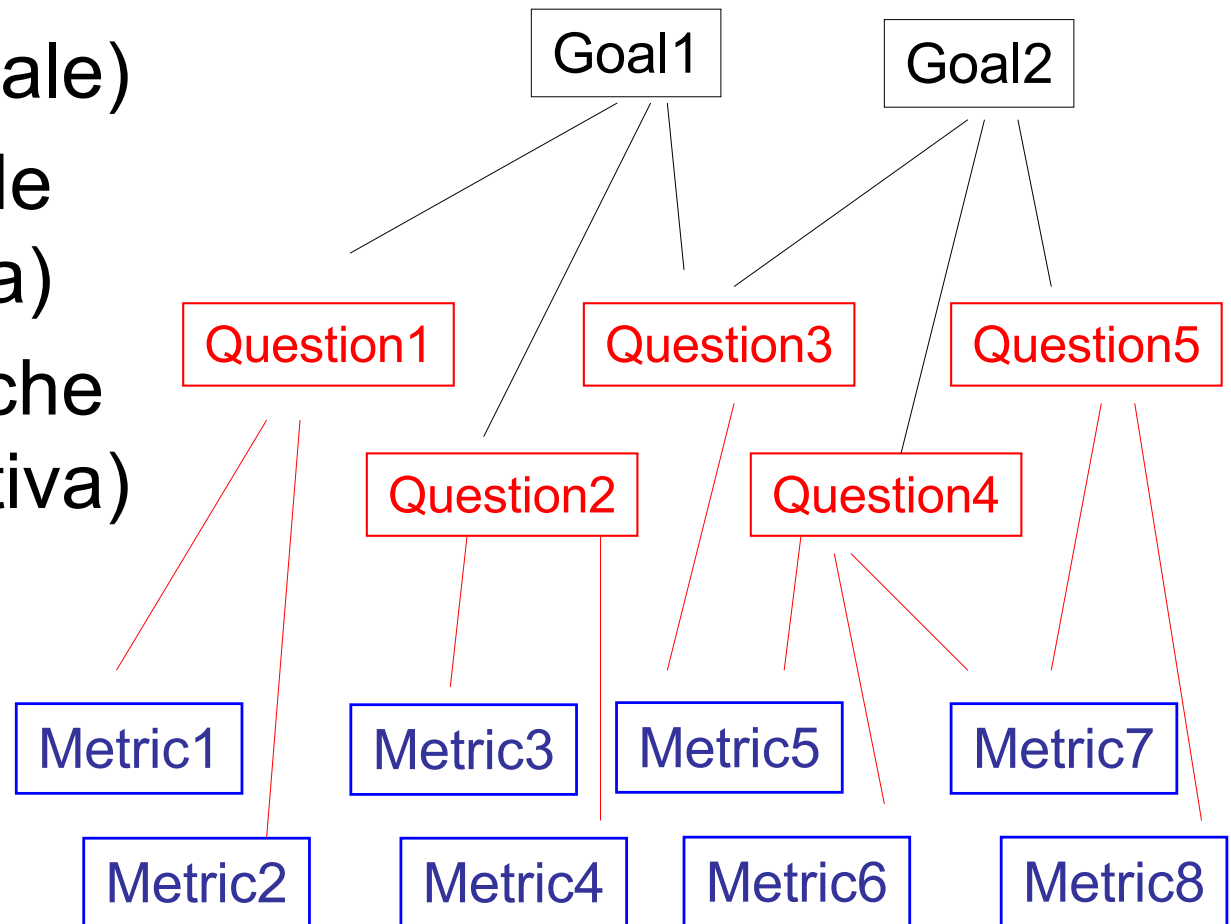 ale)
le
a)
che
tiva)
Goal1
Goal2
Question1
Question3
Question5
Question2
Question4
Metric1
Metric3
Metric5
Metric7
Metric2
Metric4
Metric6
Metric8